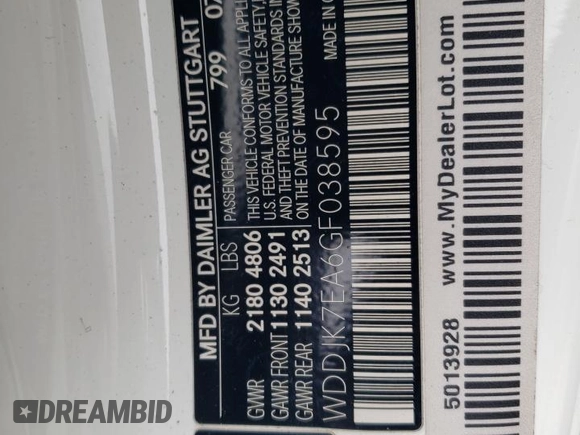 MFD BY DAIMLER AG STUTTGART
KG LBS PASSENGER CAR 799
GVWR 2180 4806
GAWR FRONT 1130 2491
GAWR REAR 1140 2513
THIS VEHICLE CONFORMS TO ALL
U.S. FEDERAL MOTOR VEHICLE SAFETY,
AND THEFT PREVENTION STANDARDS IN
ON THE DATE OF MANUFACTURE SHOWN
MADE IN
WDDJK7EA6GF038595
5013928 www.MyDealerLot.com
DREAMBID